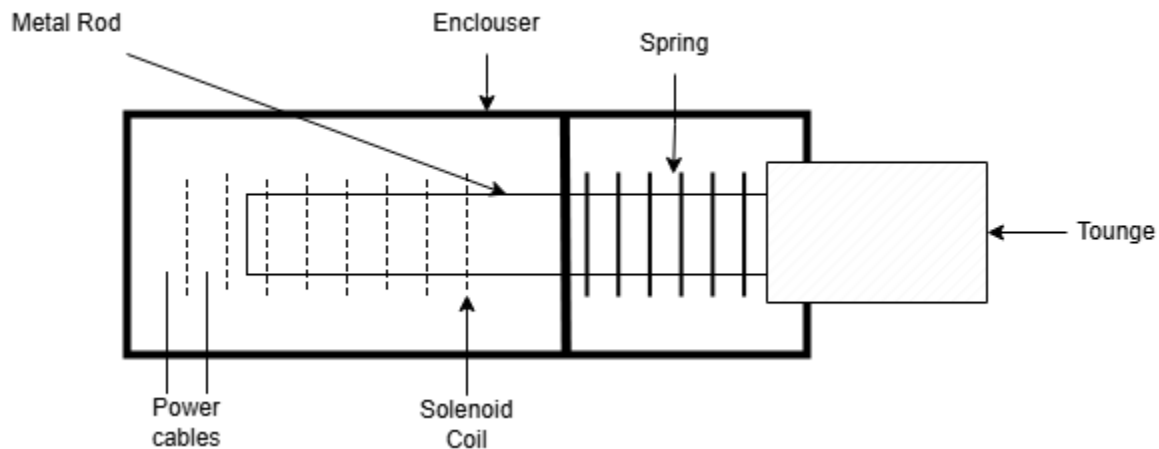 Metal Rod
Enclouser
Spring
Tounge
Power
cables
Solenoid
Coil